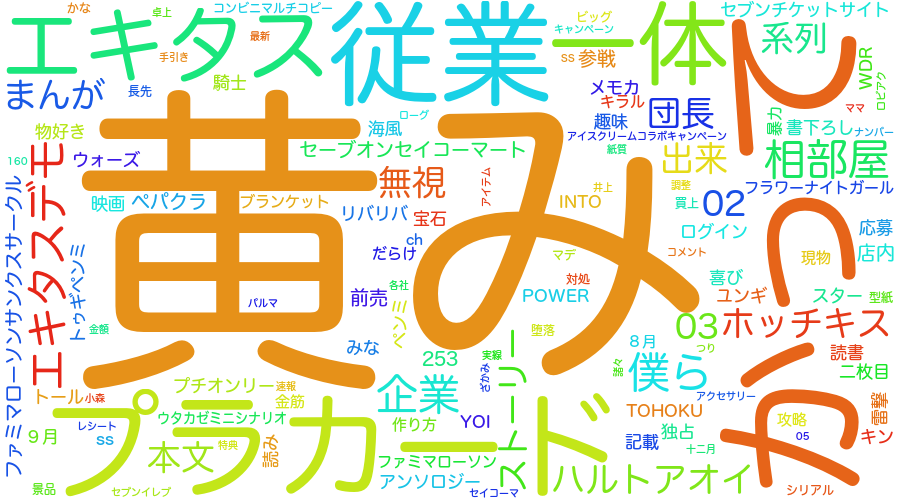 かな
卓上
コンビニマルチコピー
セブンチケットサイト
エキタス
従業
一体
ビッグ
キャンペーン
最新
手引き
ss
参戦
系列
WDR
ロピアク
まんが
長先
騎士
メモカ
キラル
団長
ママ
暴力
書下ろし
ナンバー
物好き
海風
ローグ
趣味
アイスクリームコラボキャンペーン
紙質
160
ウォーズ
黄
み
セーブオンセイコーマート
出来
相部屋
エキタスデモ
ファミマローソンサンクスサークル
映画
ペパクラ
ブランケット
無視
アイテム
INTO
井上
調整
買上
02
フラワーナイトガール
リバリバ
宝石
ログイン
応募
店内
トゥギペンミ
だらけ
ch
マデ
コメント
現物
パルマ
前売
各社
POWER
対処
喜び
ユンギ
スター
型紙
金額
ペンミ
堕落
03
ホッチキス
みな
253
実録
ざかみ
ストーリー
8月
つり
諸々
僕ら
読書
二枚目
トール
小森
プチオンリー
速報
金筋
企業
アクセサリー
雷撃
プラカード
レシート
ss
ウタカゼミニシナリオ
作り方
YOI
TOHOKU
独占
攻略
05
キン
9月
本文
特典
読み
ファミマローソン
記載
十二月
景品
セブンイレブ
アンソロジー
セイコーマ
ハルトアオイ
シリアル